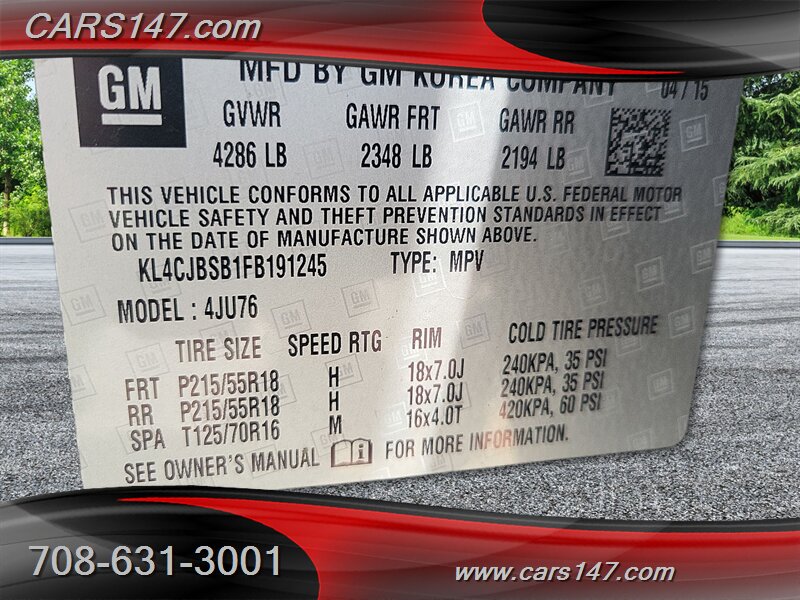 CARS147.com
GM
MFD BY GM KOREA COMPANY 04/15
GVWR GAWR FRT GAWR RR
4286 LB 2348 LB 2194 LB
THIS VEHICLE CONFORMS TO ALL APPLICABLE U.S. FEDERAL MOTOR
VEHICLE SAFETY AND THEFT PREVENTION STANDARDS IN EFFECT
ON THE DATE OF MANUFACTURE SHOWN ABOVE.
KL4CJBSB1FB191245 TYPE: MPV
MODEL : 4JU76
TIRE SIZE SPEED RTG RIM COLD TIRE PRESSURE
FRT P215/55R18 H 18x7.0J 240KPA, 35 PSI
RR P215/55R18 H 18x7.0J 240KPA, 35 PSI
SPA T125/70R16 M 16x4.0T 420KPA, 60 PSI
SEE OWNER'S MANUAL FOR MORE INFORMATION.
708-631-3001
www.cars147.com